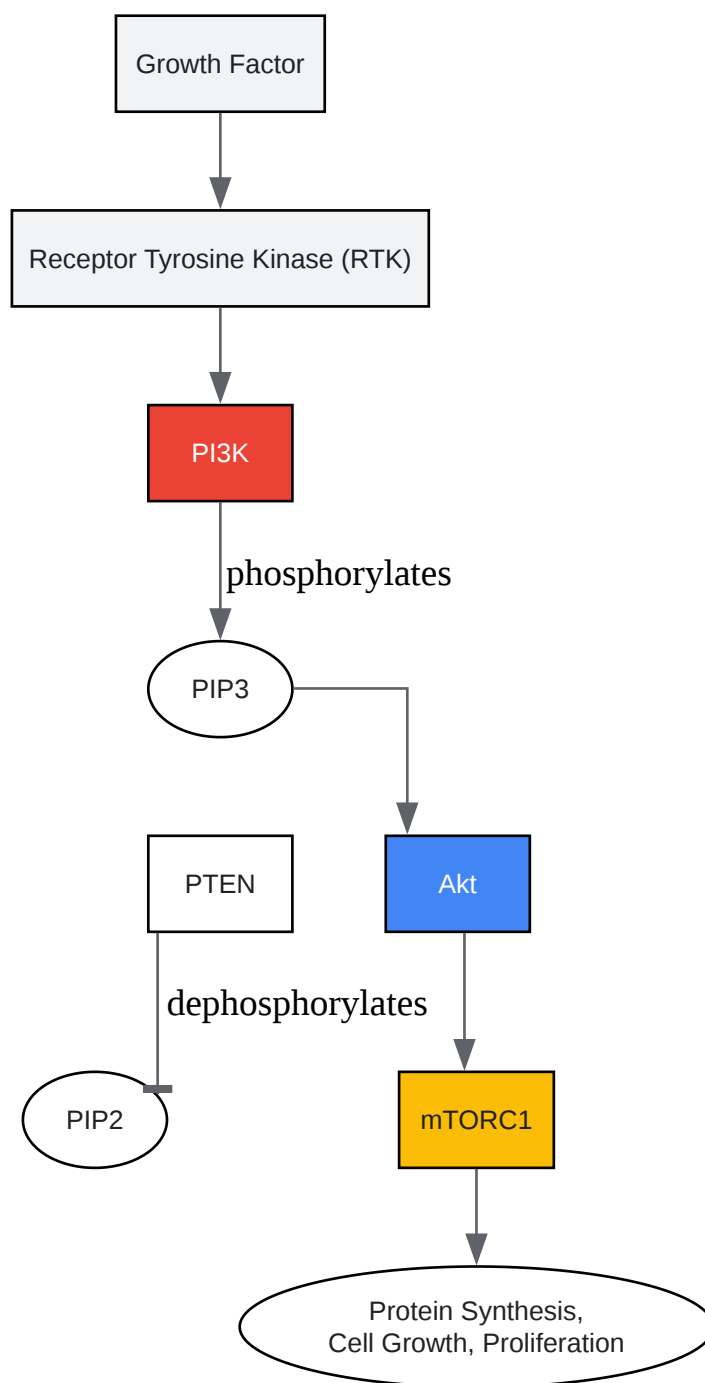 Growth Factor
Receptor Tyrosine Kinase (RTK)
PI3K
phosphorylates
PIP3
PTEN
Akt
dephosphorylates
PIP2
mTORC1
Protein Synthesis,
Cell Growth, Proliferation